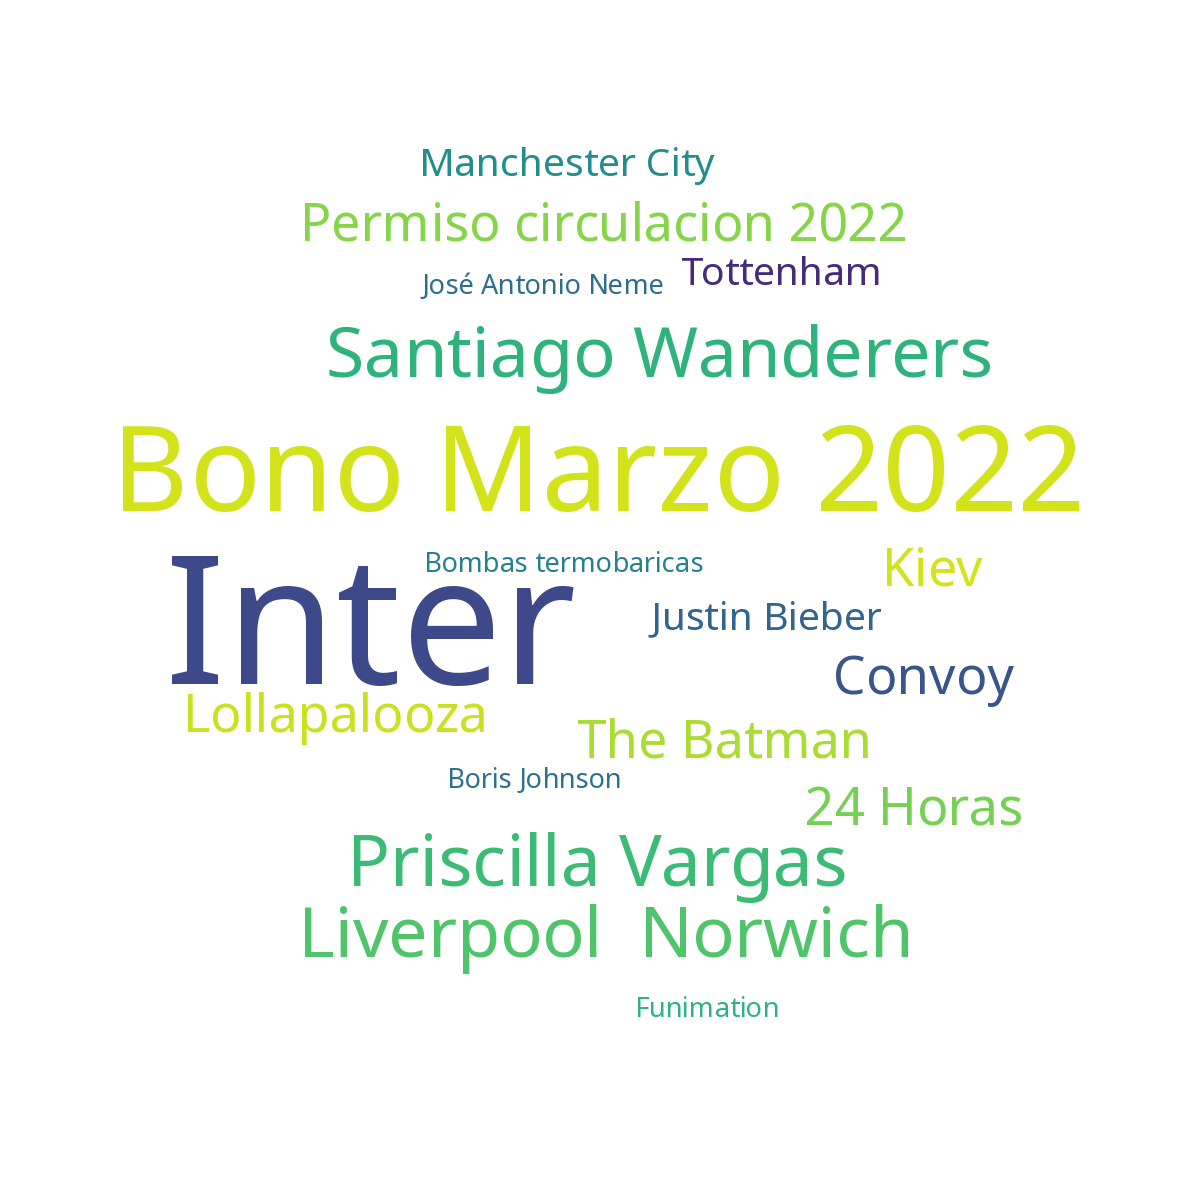 Manchester City
Permiso circulacion 2022
José Antonio Neme
Tottenham
Santiago Wanderers
Bono Marzo 2022
Inter
Bombas termobaricas
Kiev
Justin Bieber
Convoy
Lollapalooza
The Batman
Boris Johnson
24 Horas
Priscilla Vargas
Liverpool  Norwich
Funimation